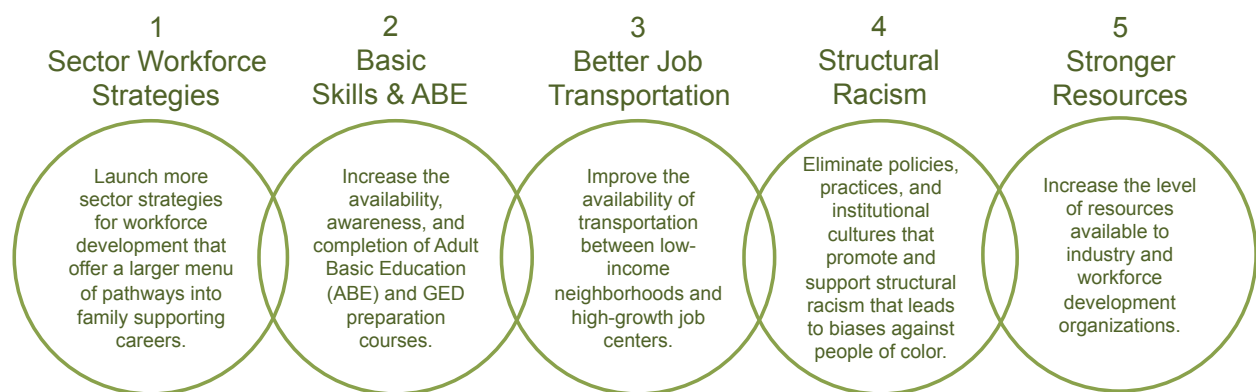 1
Sector Workforce
Strategies
2
Basic
Skills & ABE
3
Better Job
Transportation
4
Structural
Racism
5
Stronger
Resources
Launch more
sector strategies
for workforce
development that
offer a larger menu
of pathways into
family supporting
careers.
Increase the
availability,
awareness, and
completion of Adult
Basic Education
(ABE) and GED
preparation
courses.
Improve the
availability of
transportation
between low-
income
neighborhoods and
high-growth job
centers.
Eliminate policies,
practices, and
institutional
cultures that
promote and
support structural
racism that leads
to biases against
people of color.
Increase the level
of resources
available to
industry and
workforce
development
organizations.